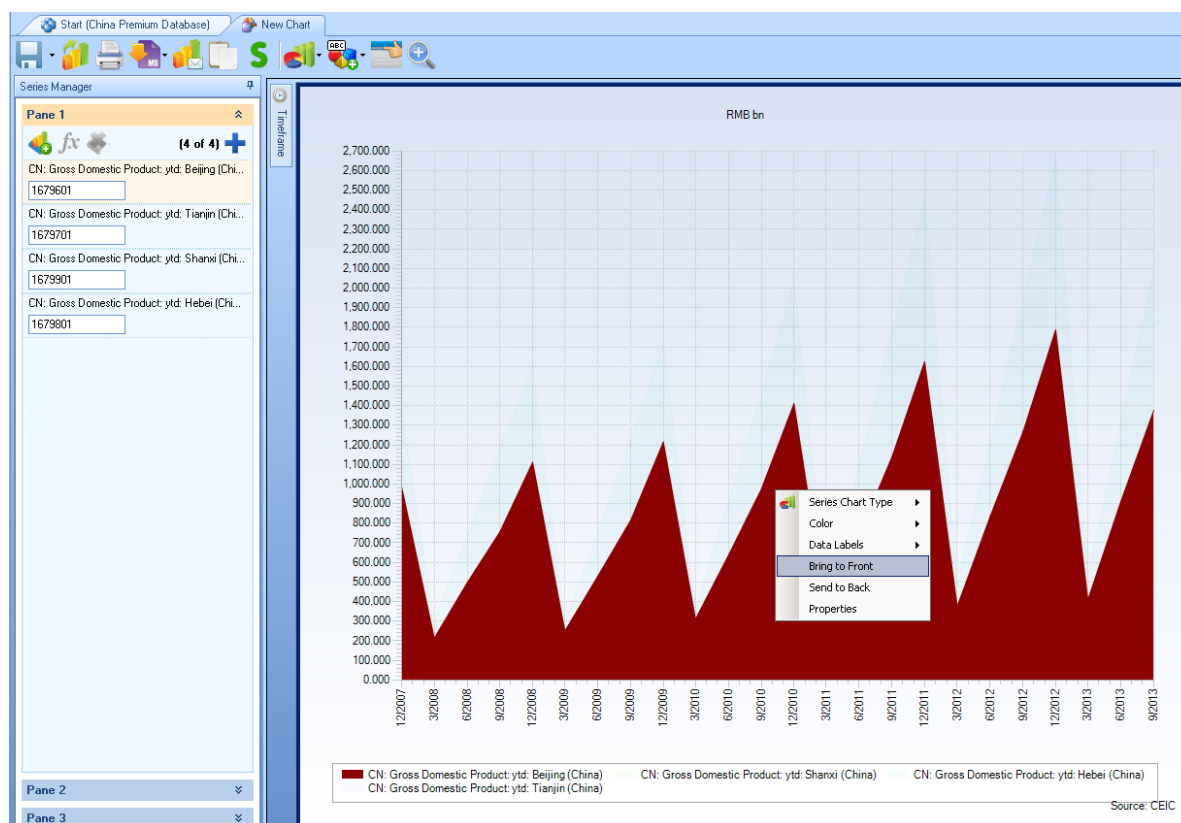 Start (China Premium Database)
New Chart
MS
S
ABC
Series Manager
Timeframe
Pane 1
fx
(4 of 4)
CN: Gross Domestic Product: ytd: Beijing (Chi...
1679601
CN: Gross Domestic Product: ytd: Tianjin (Chi...
1679701
CN: Gross Domestic Product: ytd: Shanxi (Chi...
1679901
CN: Gross Domestic Product: ytd: Hebei (Chi...
1679801
Pane 2
Pane 3
RMB bn
2,700.000
2,600.000
2,500.000
2,400.000
2,300.000
2,200.000
2,100.000
2,000.000
1,900.000
1,800.000
1,700.000
1,600.000
1,500.000
1,400.000
1,300.000
1,200.000
1,100.000
1,000.000
900.000
800.000
700.000
600.000
500.000
400.000
300.000
200.000
100.000
0.000
Series Chart Type
Color
Data Labels
Bring to Front
Send to Back
Properties
12/2007
3/2008
6/2008
9/2008
12/2008
3/2009
6/2009
9/2009
12/2009
3/2010
6/2010
9/2010
12/2010
3/2011
6/2011
9/2011
12/2011
3/2012
6/2012
9/2012
12/2012
3/2013
6/2013
9/2013
CN: Gross Domestic Product: ytd: Beijing (China)
CN: Gross Domestic Product: ytd: Shanxi (China)
CN: Gross Domestic Product: ytd: Hebei (China)
CN: Gross Domestic Product: ytd: Tianjin (China)
Source: CEIC